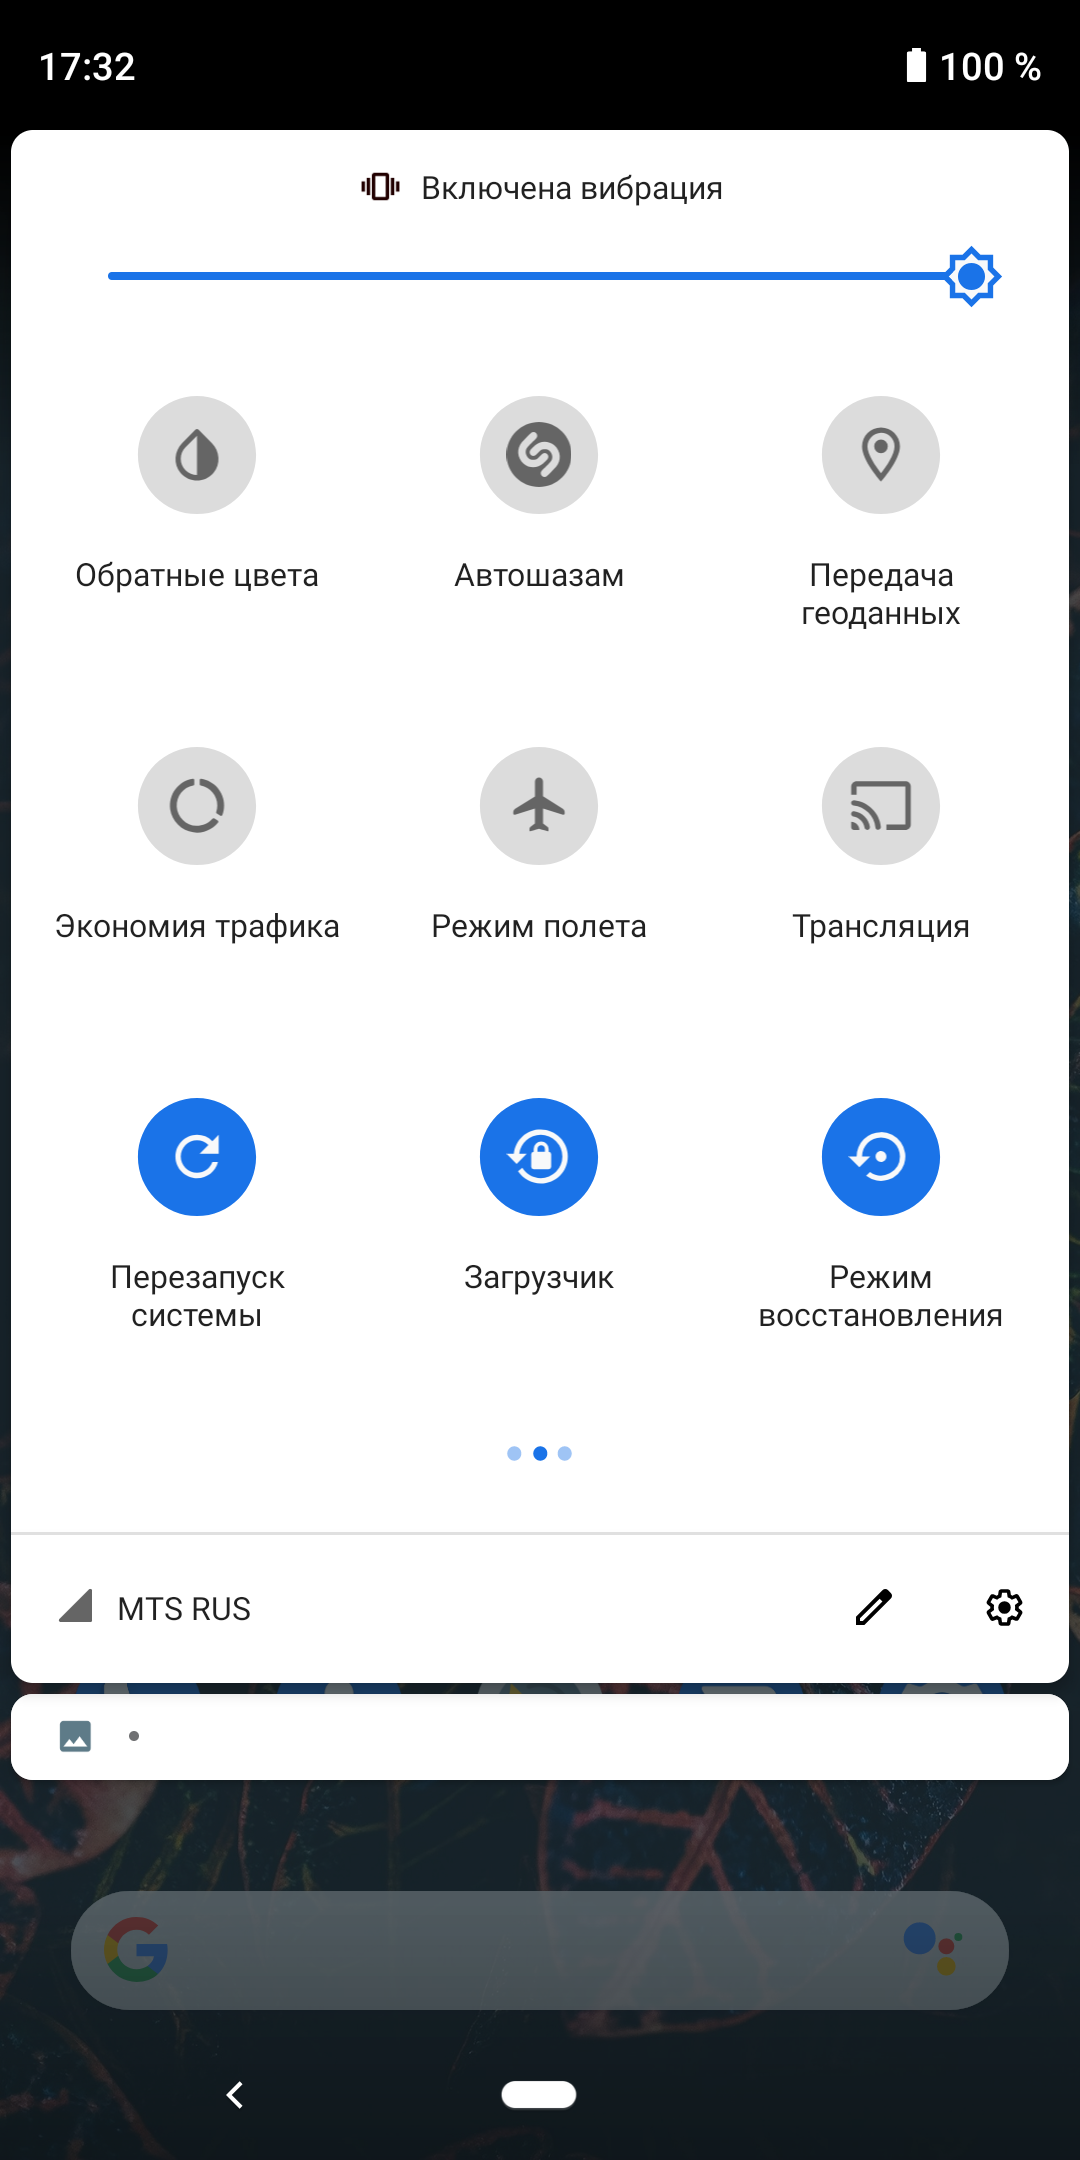 17:32
100 %
Включена вибрация
Обратные цвета
Автошазам
Передача
геоданных
Экономия трафика
Режим полета
Трансляция
Перезапуск
системы
Загрузчик
Режим
восстановления
MTS RUS